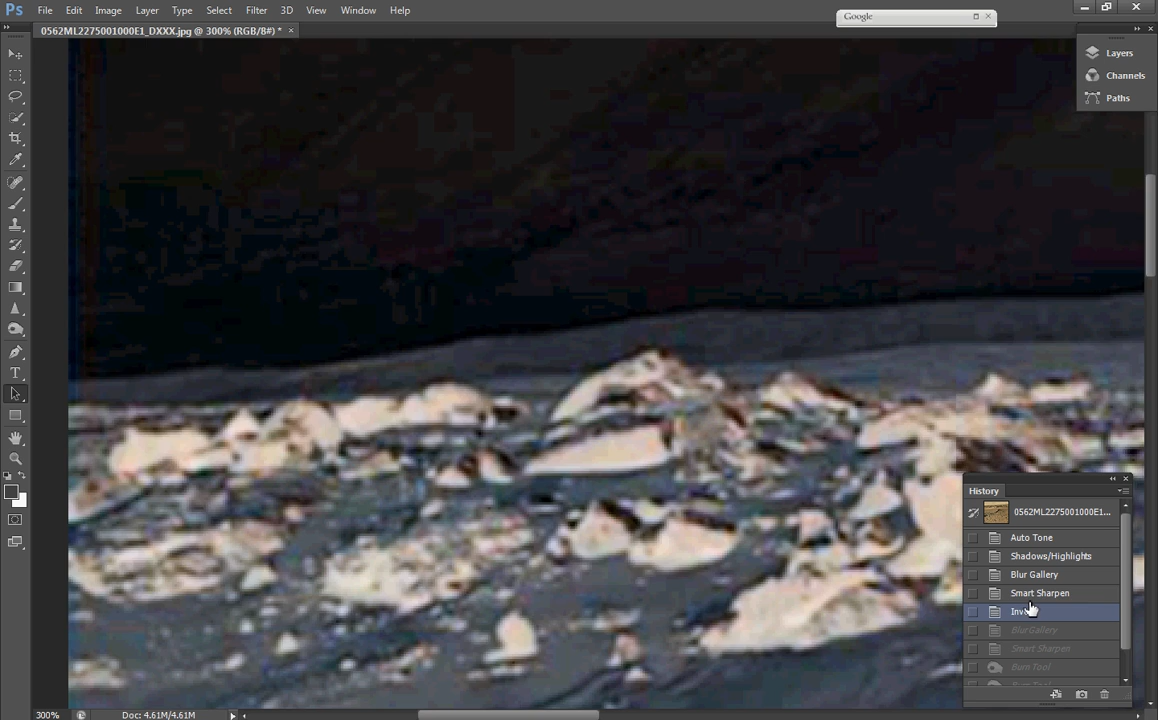 Ps File Edit Image Layer Type Select Filter 3D View Window Help
Google
0562ML2275001000E1_DXXX.jpg @ 300% (RGB/8#) * ×
Layers
Channels
Paths
History
0562ML2275001000E1...
Auto Tone
Shadows/Highlights
Blur Gallery
Smart Sharpen
Blur Gallery
Smart Sharpen
Burn Tool
300% Doc: 4.61M/4.61M